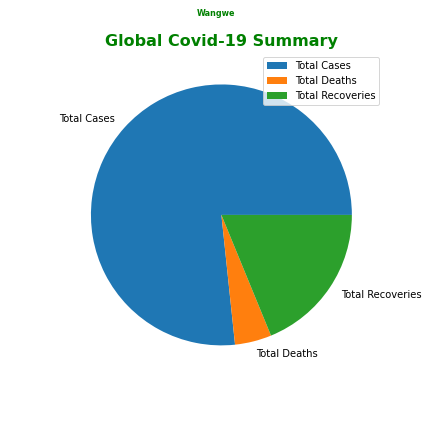 Wangwe
Global Covid-19 Summary
Total Cases
Total Deaths
Total Recoveries
Total Cases
Total Recoveries
Total Deaths